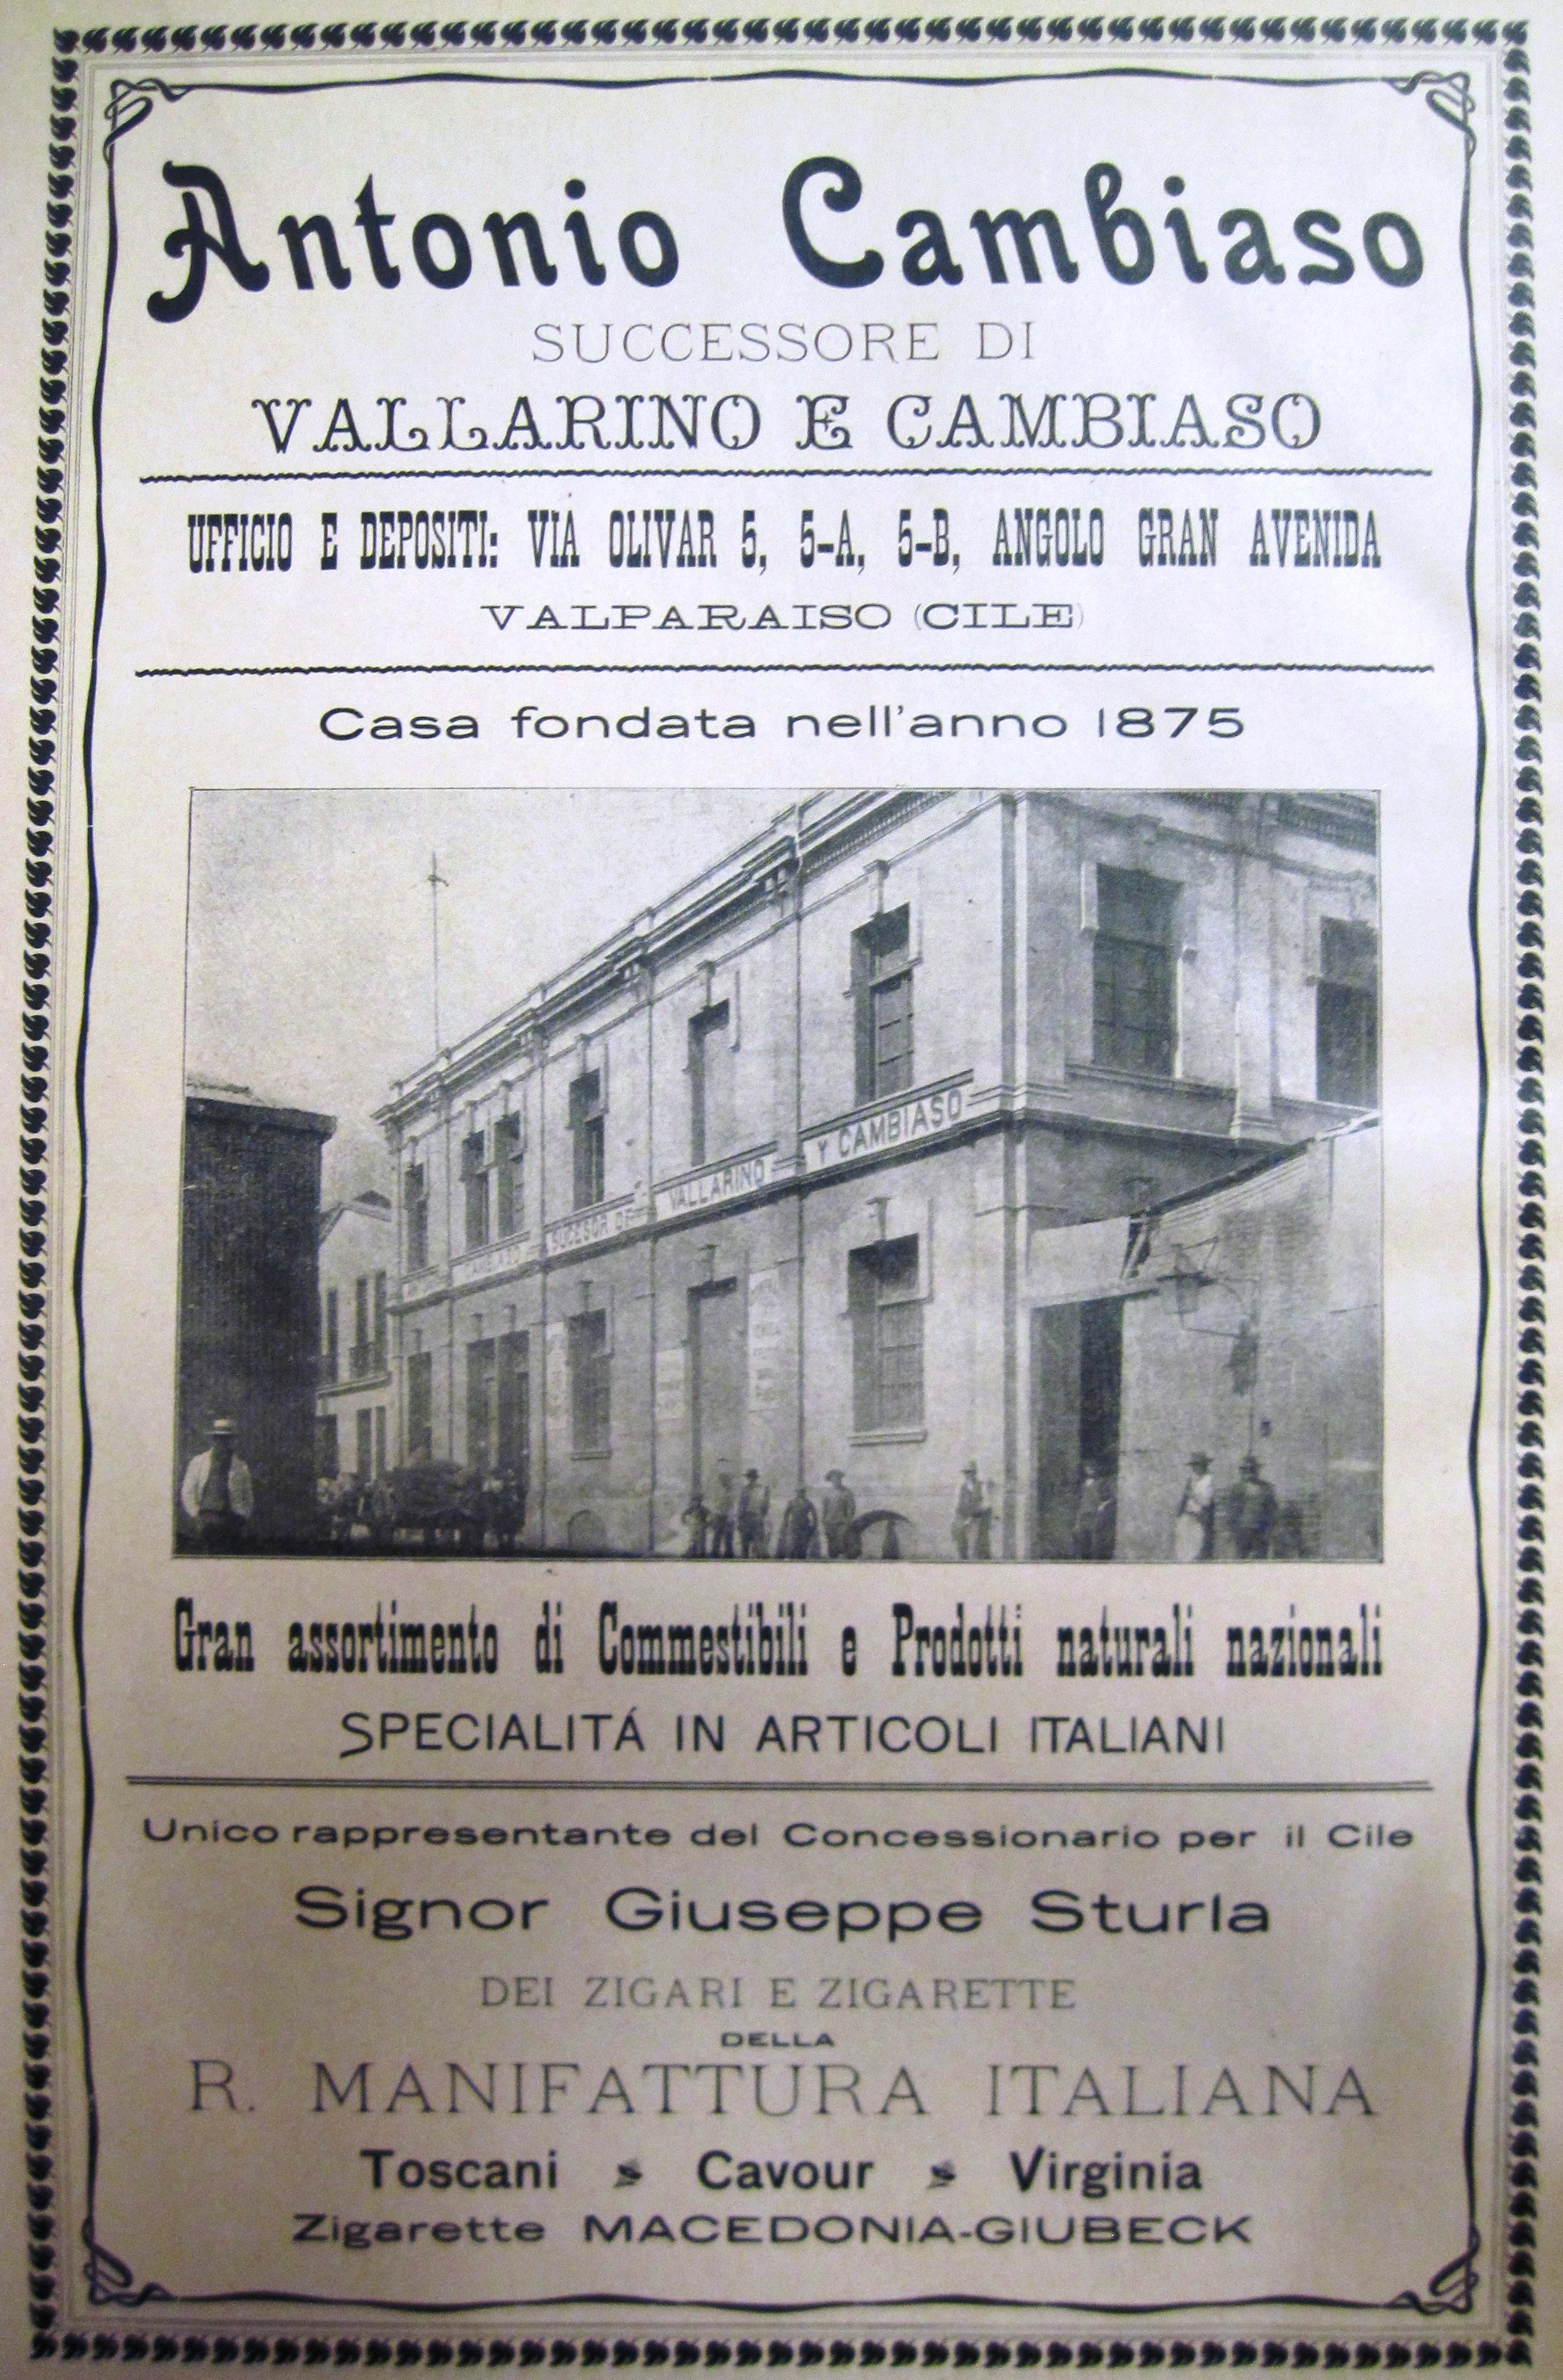 Antonio Cambiaso
SUCCESSORE DI
VALLARINO E CAMBIASO
UFFICIO E DEPOSITI: VIA OLIVAR 5, 5-A, 5-B, ANGOLO GRAN AVENIDA
VALPARAISO (CILE)
Casa fondata nell'anno 1875
SUCESOR DE VALLARINO Y CAMBIASO
Gran assortimento di Commestibili e Prodotti naturali nazionali
SPECIALITÁ IN ARTICOLI ITALIANI
Unico rappresentante del Concessionario per il Cile
Signor Giuseppe Sturla
DEI ZIGARI E ZIGARETTE
DELLA
R. MANIFATTURA ITALIANA
Toscani Cavour Virginia
Zigarette MACEDONIA-GIUBECK